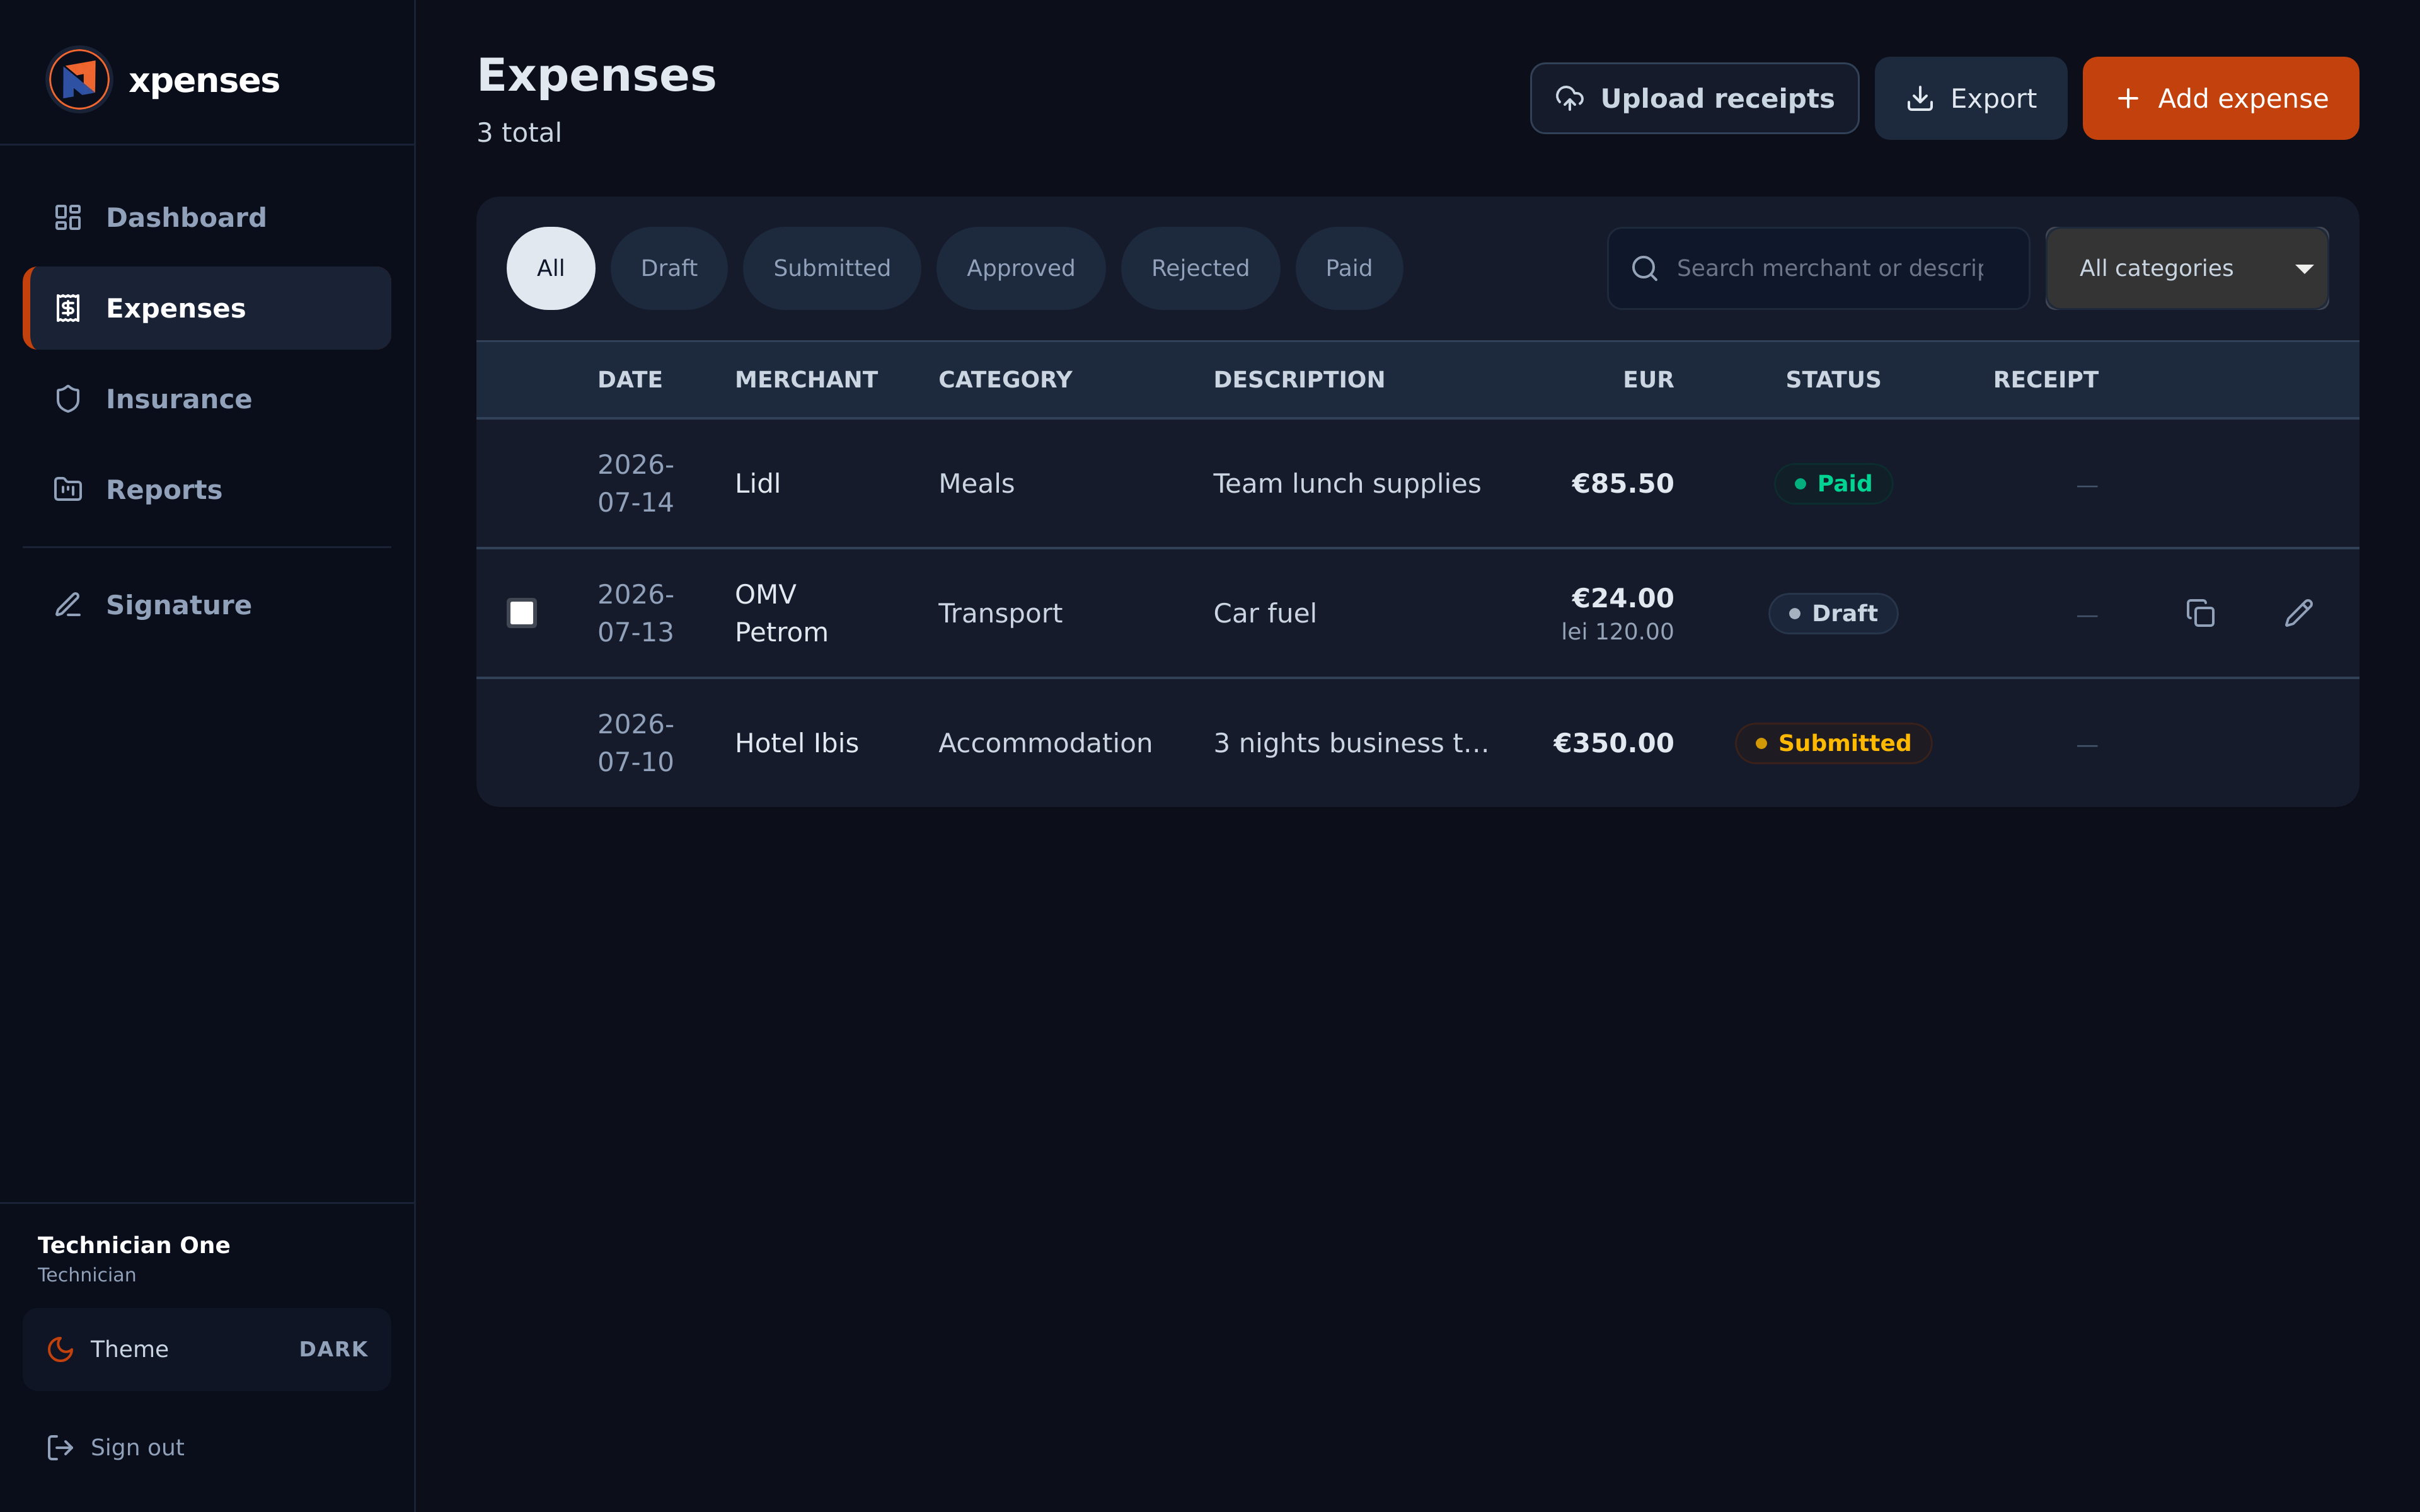 xpenses
Dashboard
Expenses
Insurance
Reports
Signature
Technician One
Technician
Theme DARK
Sign out
Expenses
3 total
Upload receipts Export Add expense
All Draft Submitted Approved Rejected Paid Search merchant or descrip All categories
DATE MERCHANT CATEGORY DESCRIPTION EUR STATUS RECEIPT
2026-
07-14 Lidl Meals Team lunch supplies €85.50 Paid —
2026-
07-13 OMV
Petrom Transport Car fuel €24.00
lei 120.00 Draft —
2026-
07-10 Hotel Ibis Accommodation 3 nights business t... €350.00 Submitted —